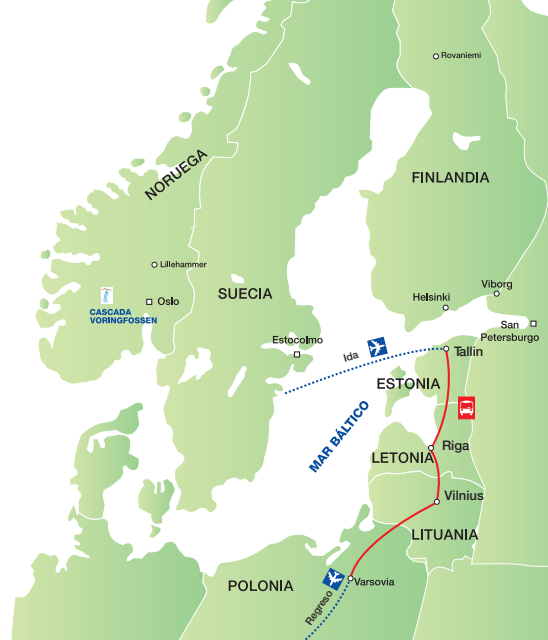 Rovaniemi
NORUEGA
FINLANDIA
Lillehammer
SUECIA
Viborg
Helsinki
Oslo
CASCADA
VORINGFOSSEN
San
Petersburgo
Estocolmo
Ida
Tallin
ESTONIA
MAR BÁLTICO
Riga
LETONIA
Vilnius
LITUANIA
POLONIA
Varsovia
Regreso